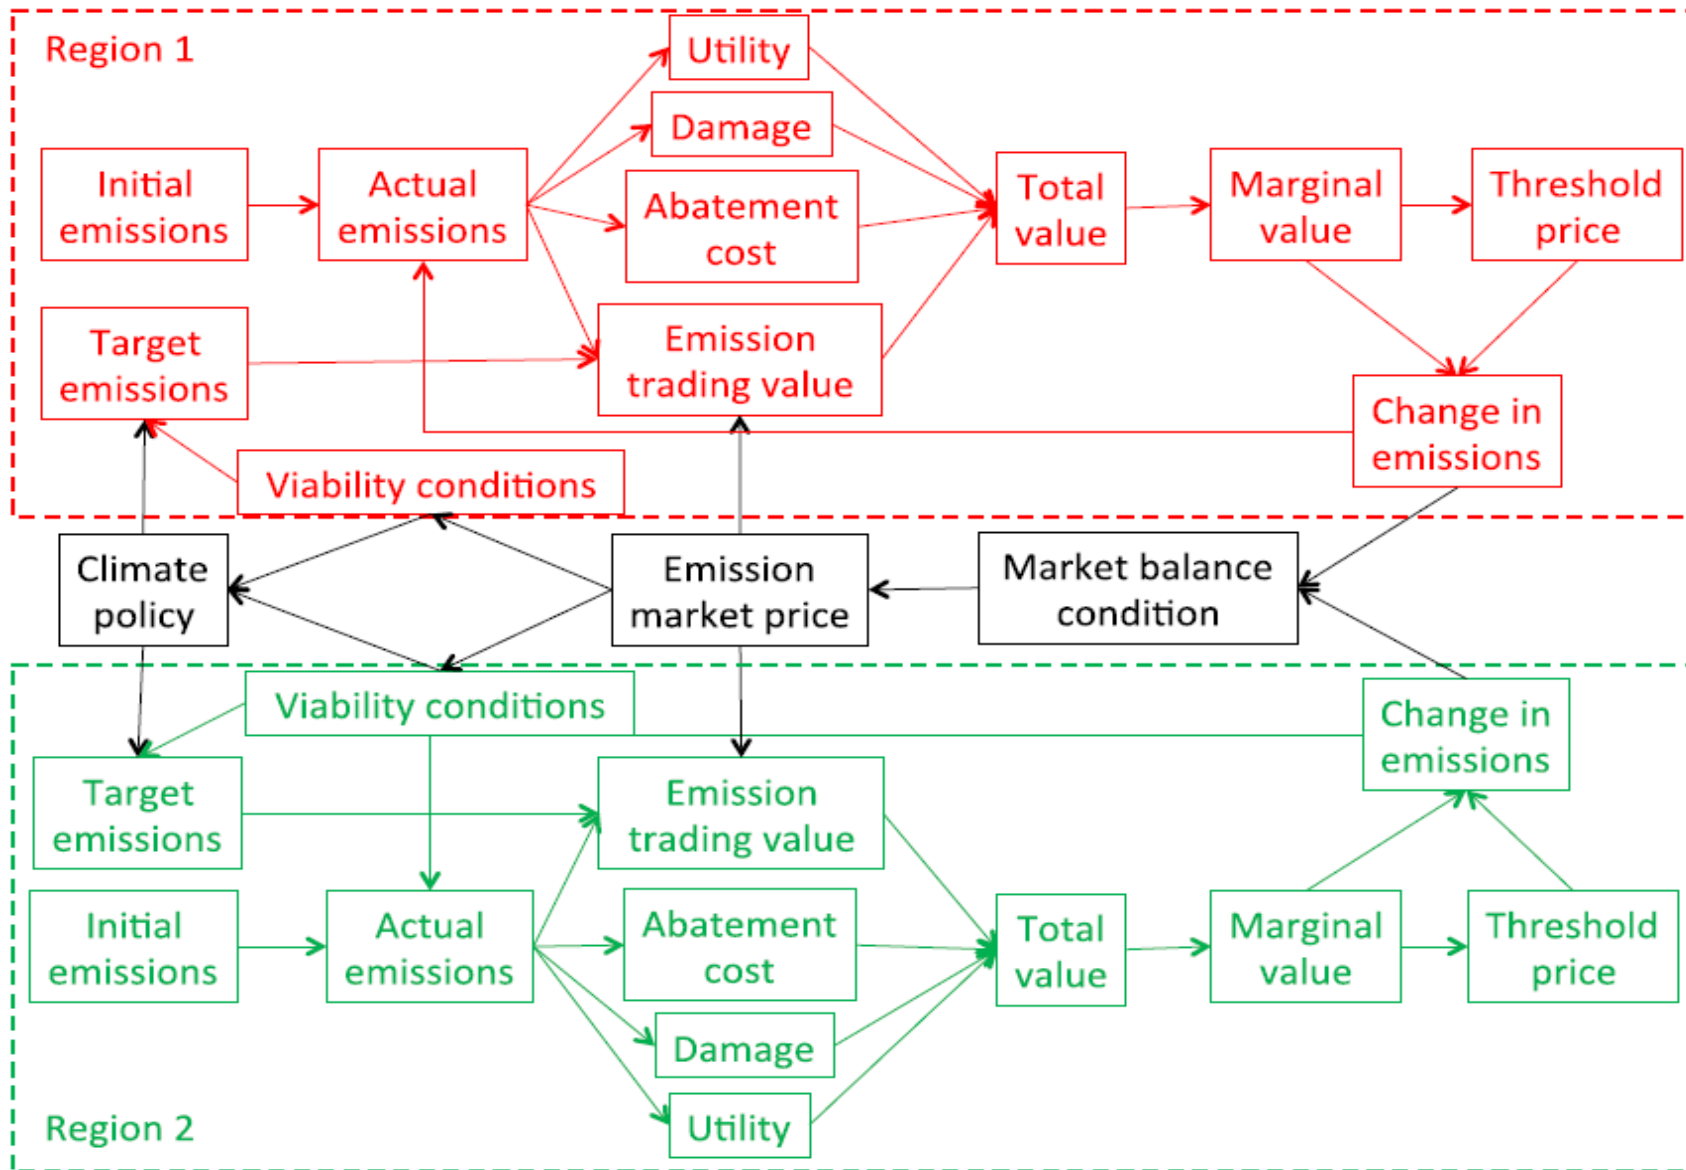 Region 1
Utility
Damage
Initial
emissions
Actual
emissions
Abatement
cost
Total
value
Marginal
value
Threshold
price
Target
emissions
Emission
trading value
Change in
emissions
Viability conditions
Climate
policy
Emission
market price
Market balance
condition
Viability conditions
Change in
emissions
Target
emissions
Emission
trading value
Initial
emissions
Actual
emissions
Abatement
cost
Total
value
Marginal
value
Threshold
price
Damage
Utility
Region 2